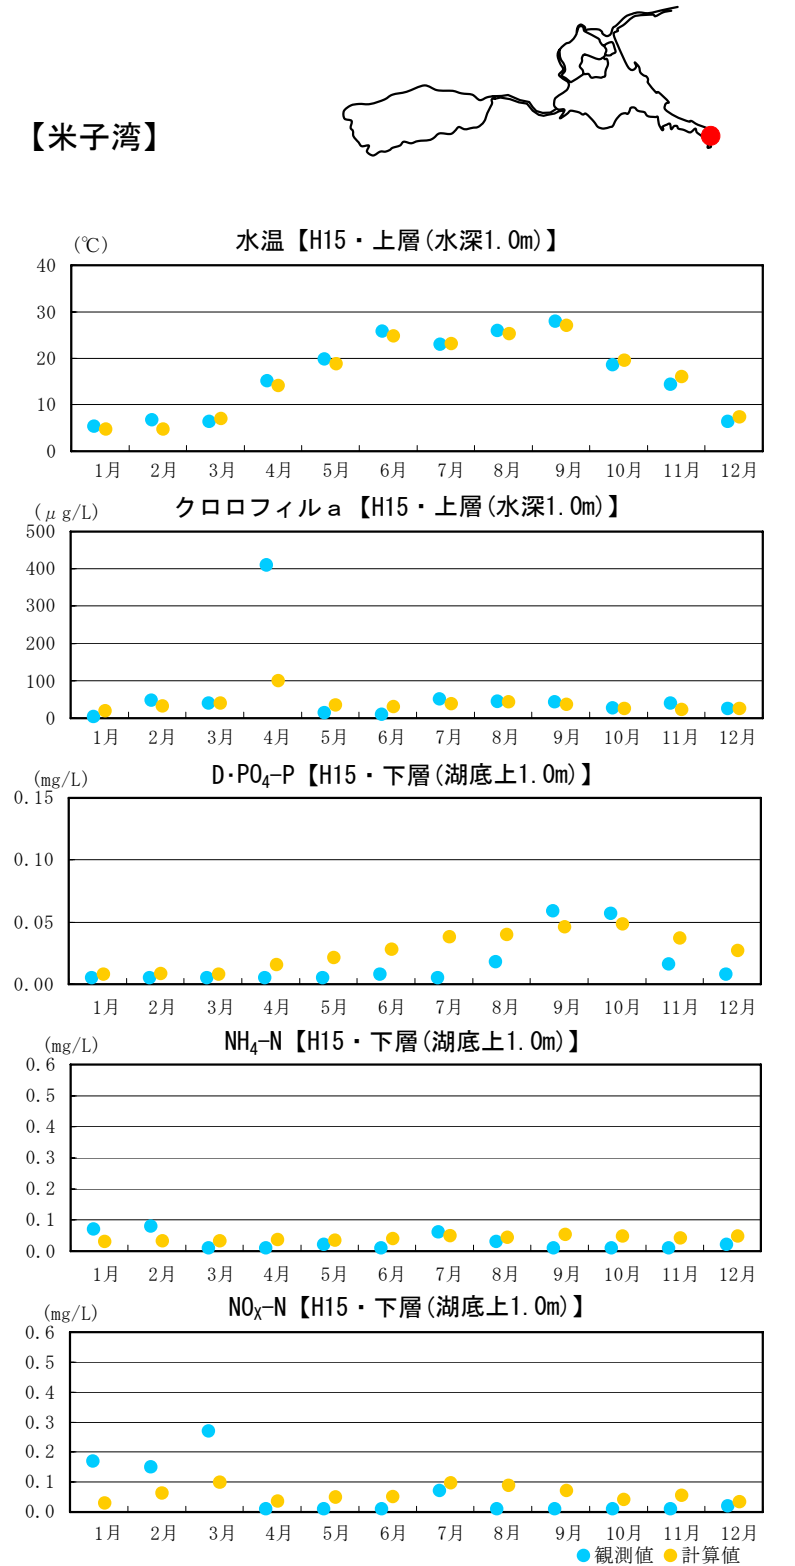 【米子湾】
(℃) 水温【H15・上層(水深1.0m)】
40
30
20
10
0
1月 2月 3月 4月 5月 6月 7月 8月 9月 10月 11月 12月
(μg/L) クロロフィルa【H15・上層(水深1.0m)】
500
400
300
200
100
0
1月 2月 3月 4月 5月 6月 7月 8月 9月 10月 11月 12月
(mg/L) D·PO₄-P【H15・下層(湖底上1.0m)】
0.15
0.10
0.05
0.00
1月 2月 3月 4月 5月 6月 7月 8月 9月 10月 11月 12月
(mg/L) NH₄-N【H15・下層(湖底上1.0m)】
0.6
0.5
0.4
0.3
0.2
0.1
0.0
1月 2月 3月 4月 5月 6月 7月 8月 9月 10月 11月 12月
(mg/L) NOX-N【H15・下層(湖底上1.0m)】
0.6
0.5
0.4
0.3
0.2
0.1
0.0
1月 2月 3月 4月 5月 6月 7月 8月 9月 10月 11月 12月
観測値 計算値